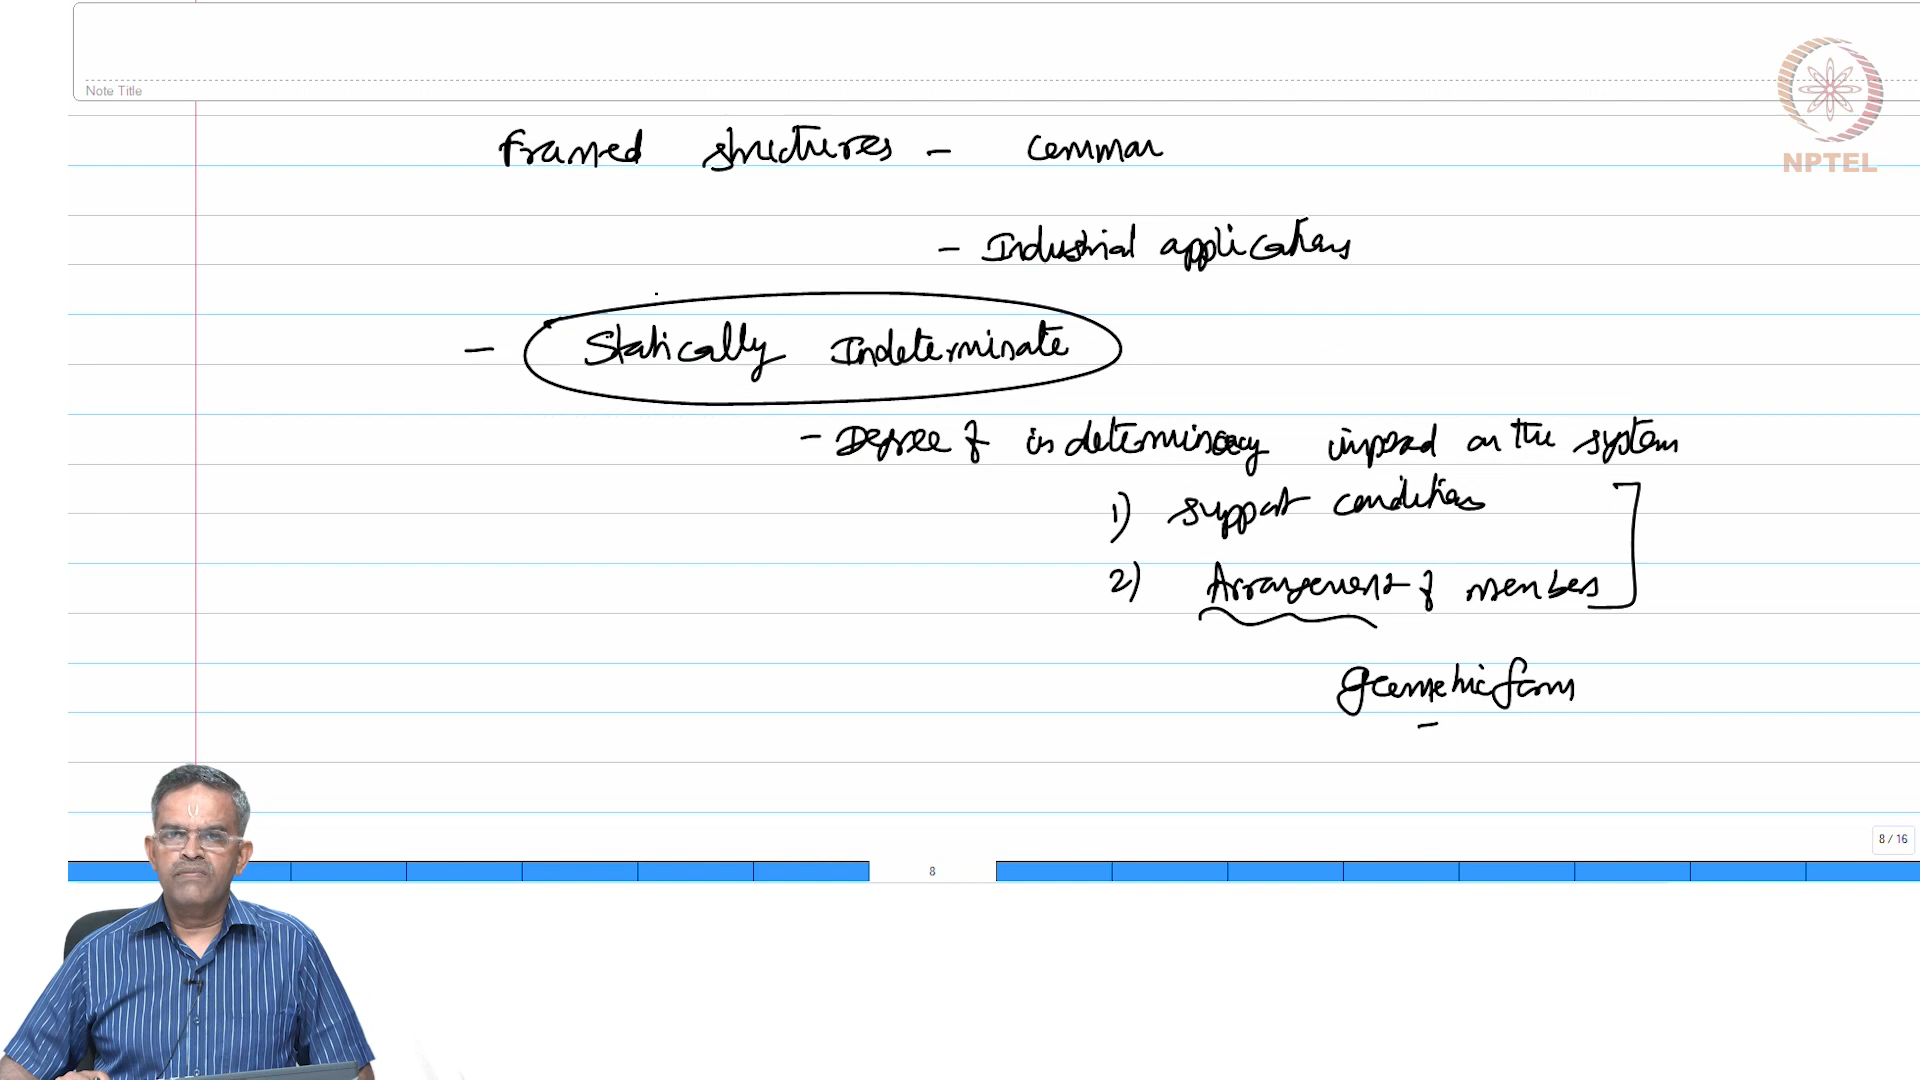 Note Title
NPTEL
Framed structures - common
- Industrial applications
- Statically Indeterminate
- Degree of indeterminacy imposed on the system
1) support conditions
2) Arrangement of members
geometric form
8 / 16
8